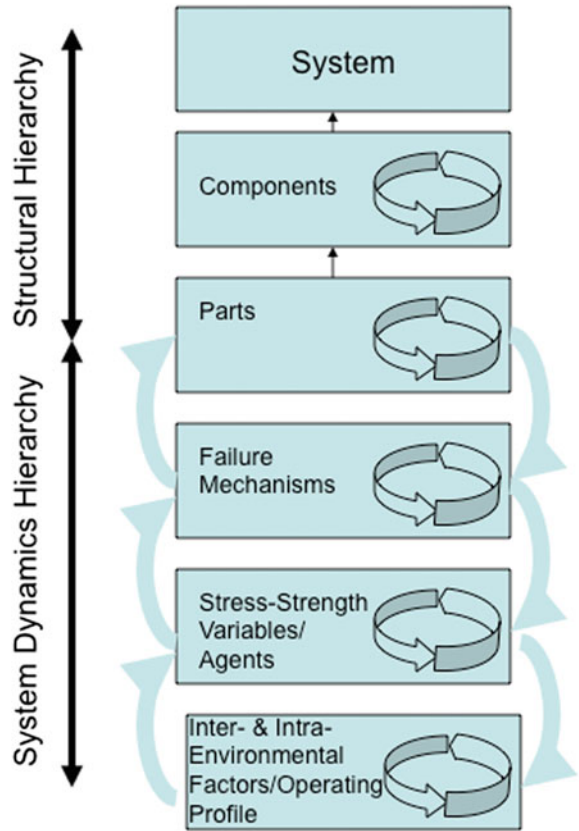 Structural Hierarchy
System Dynamics Hierarchy
System
Components
Parts
Failure
Mechanisms
Stress-Strength
Variables/
Agents
Inter- & Intra-
Environmental
Factors/Operating
Profile